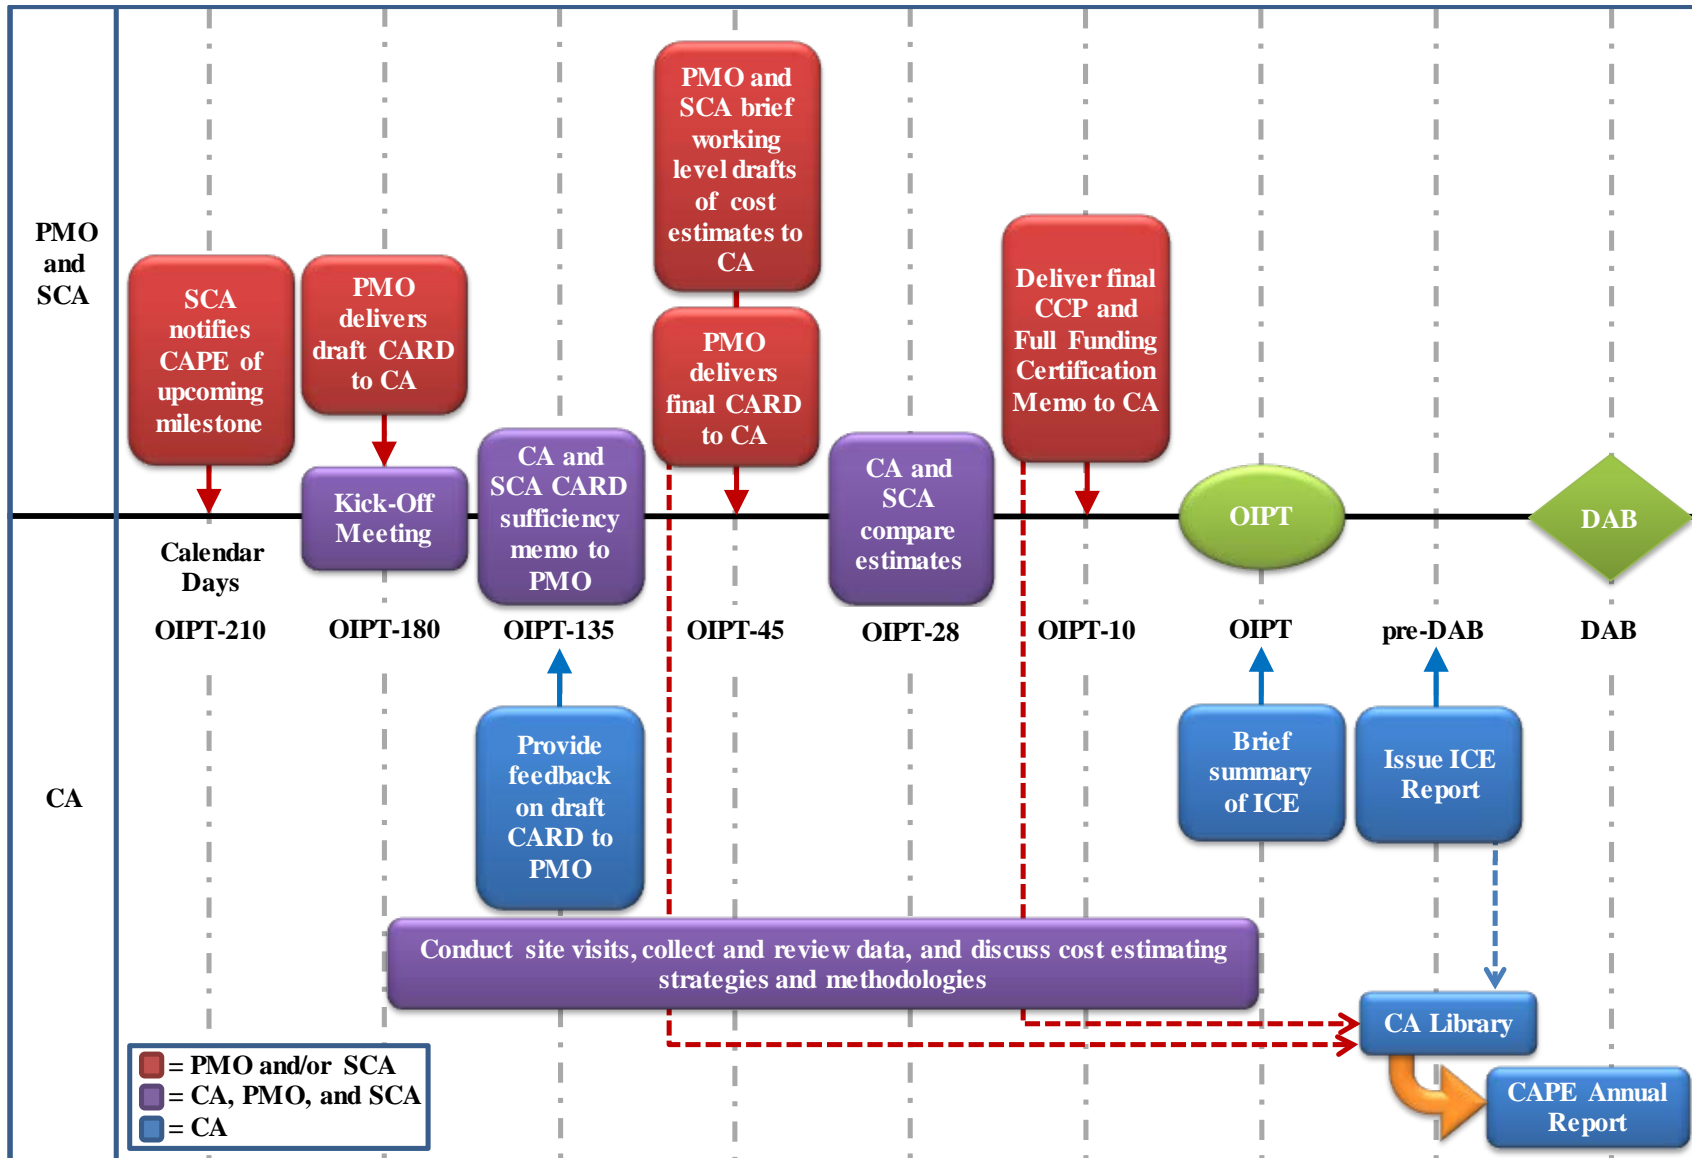 PMO
and
SCA
SCA
notifies
CAPE of
upcoming
milestone
PMO
delivers
draft CARD
to CA
PMO and
SCA brief
working
level drafts
of cost
estimates to
CA
PMO
delivers
final CARD
to CA
Deliver final
CCP and
Full Funding
Certification
Memo to CA
Kick-Off
Meeting
CA and
SCA CARD
sufficiency
memo to
PMO
CA and
SCA
compare
estimates
OIPT
DAB
Calendar
Days
OIPT-210
OIPT-180
OIPT-135
OIPT-45
OIPT-28
OIPT-10
OIPT
pre-DAB
DAB
CA
Provide
feedback
on draft
CARD to
PMO
Brief
summary
of ICE
Issue ICE
Report
Conduct site visits, collect and review data, and discuss cost estimating
strategies and methodologies
CA Library
CAPE Annual
Report
= PMO and/or SCA
= CA, PMO, and SCA
= CA